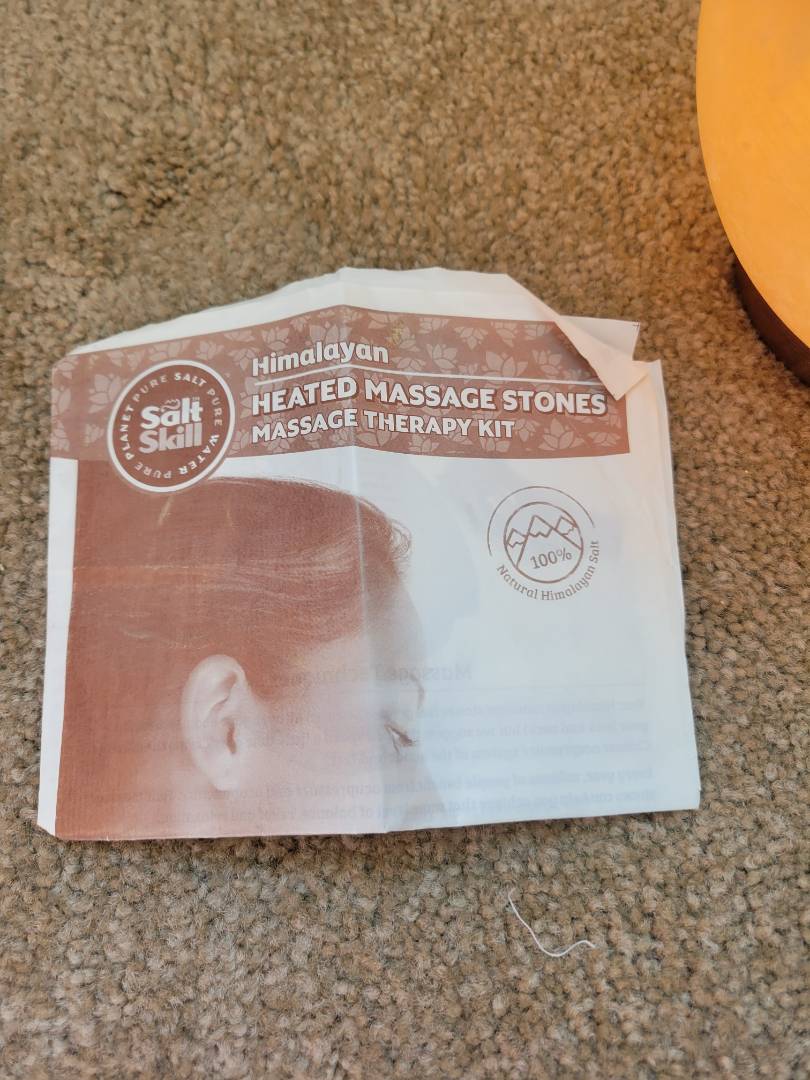 PURE SALT PURE WATER PURE PLANET
Salt
Skill
Himalayan
HEATED MASSAGE STONES
MASSAGE THERAPY KIT
100%
Natural Himalayan Salt